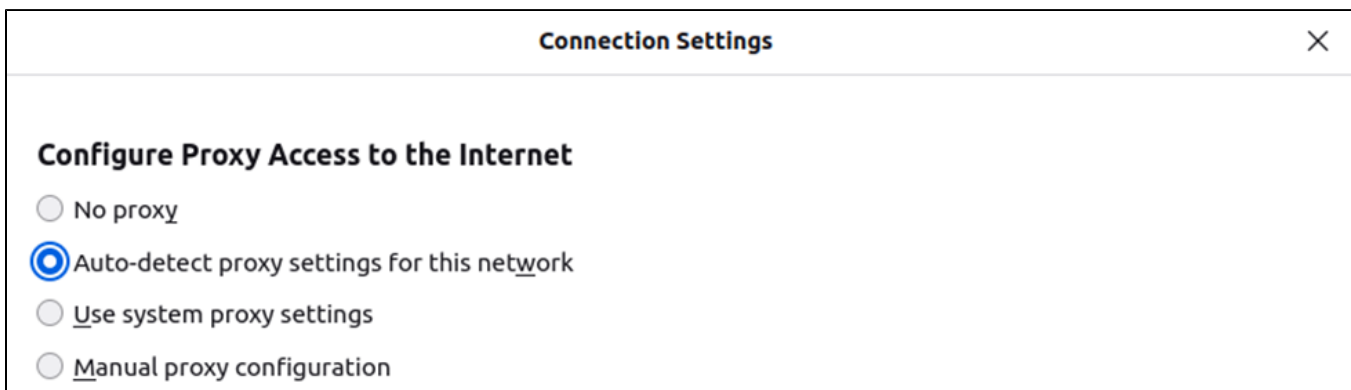 Connection Settings
Configure Proxy Access to the Internet
No proxy
Auto-detect proxy settings for this network
Use system proxy settings
Manual proxy configuration